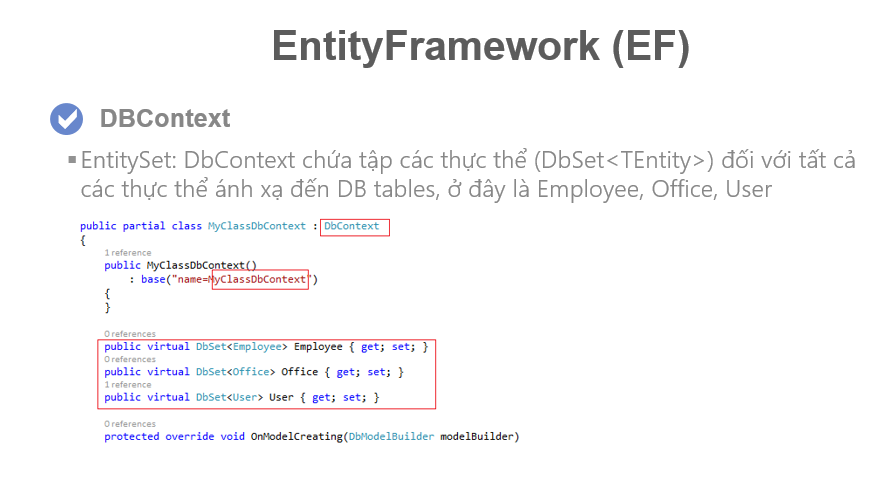 EntityFramework (EF)
DBContext
▪EntitySet: DbContext chứa tập các thực thể (DbSet<TEntity>) đối với tất cả
các thực thể ánh xạ đến DB tables, ở đây là Employee, Office, User
public partial class MyClassDbContext : DbContext
{
1 reference
public MyClassDbContext()
: base("name=MyClassDbContext")
{
}
0 references
public virtual DbSet<Employee> Employee { get; set; }
0 references
public virtual DbSet<Office> Office { get; set; }
1 reference
public virtual DbSet<User> User { get; set; }
0 references
protected override void OnModelCreating(DbModelBuilder modelBuilder)